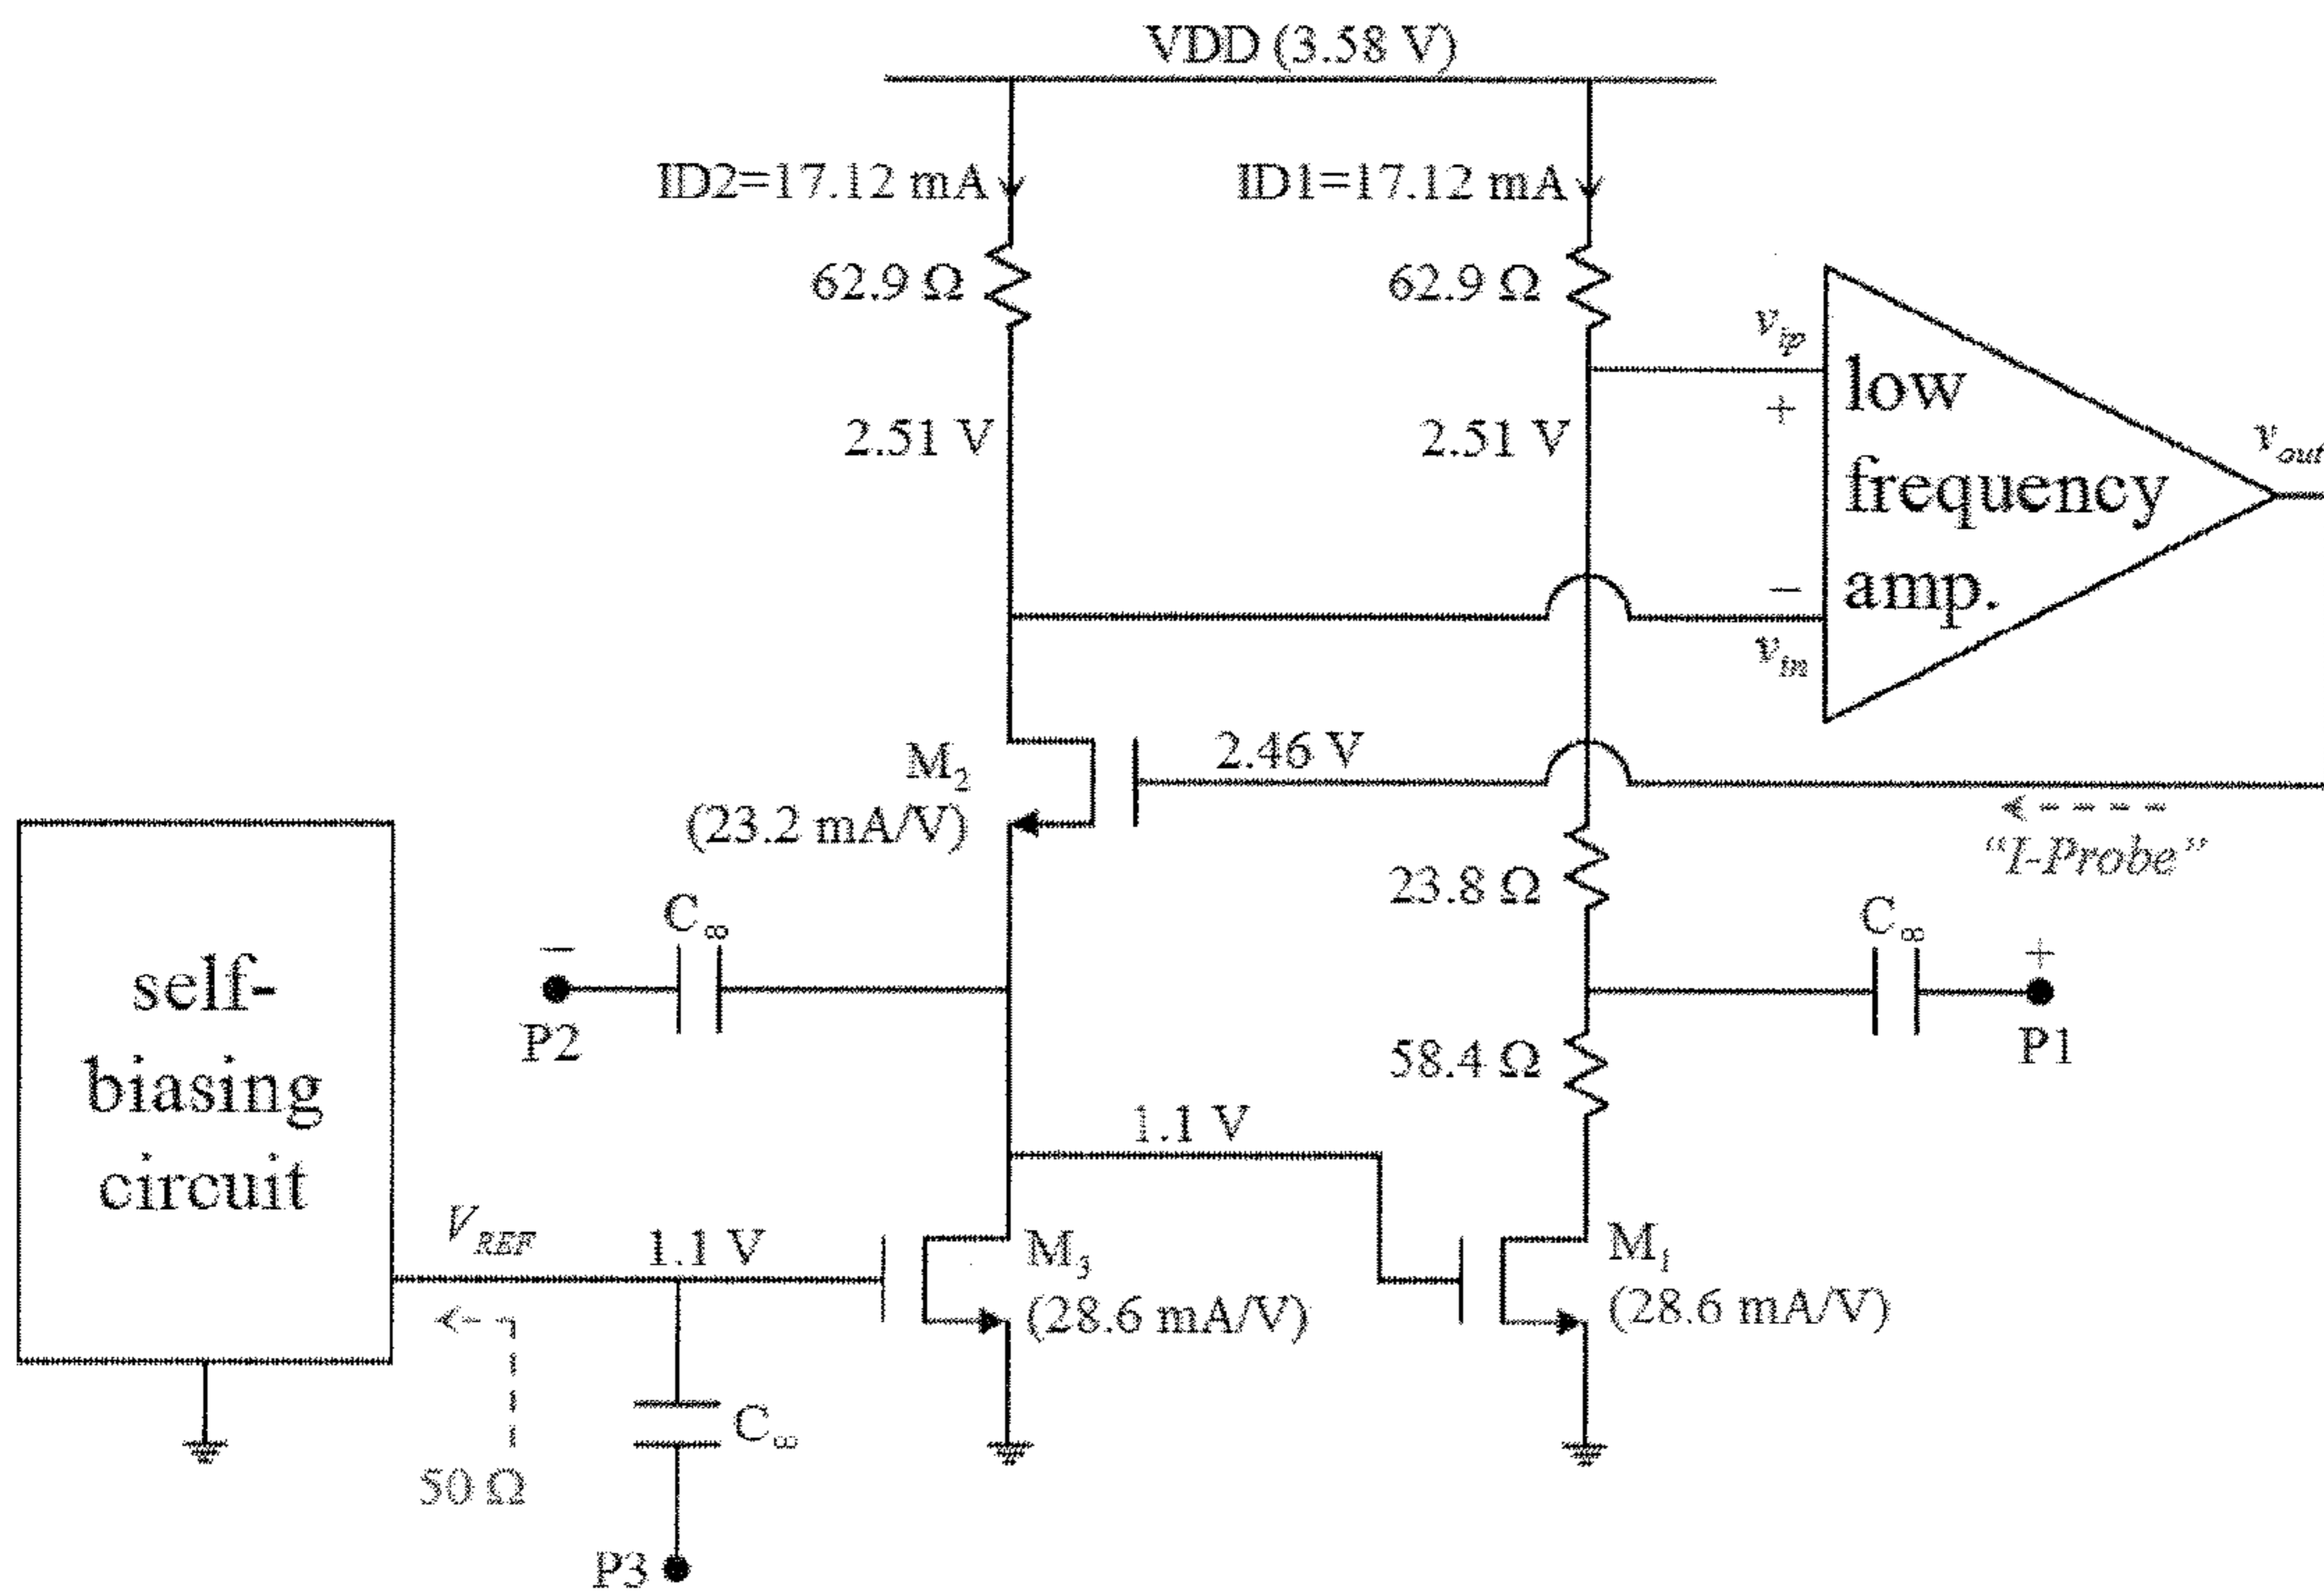 VDD (3.58 V)
ID2=17.12 mA
ID1=17.12 mA
62.9 Ω
62.9 Ω
v_ip
+
low
frequency
amp.
2.51 V
2.51 V
v_out
−
v_in
M₂
(23.2 mA/V)
2.46 V
"I-Probe"
23.8 Ω
C∞
−
P2
C∞
+
P1
self-
biasing
circuit
58.4 Ω
1.1 V
V_REF
1.1 V
M₃
(28.6 mA/V)
M₁
(28.6 mA/V)
C∞
50 Ω
P3